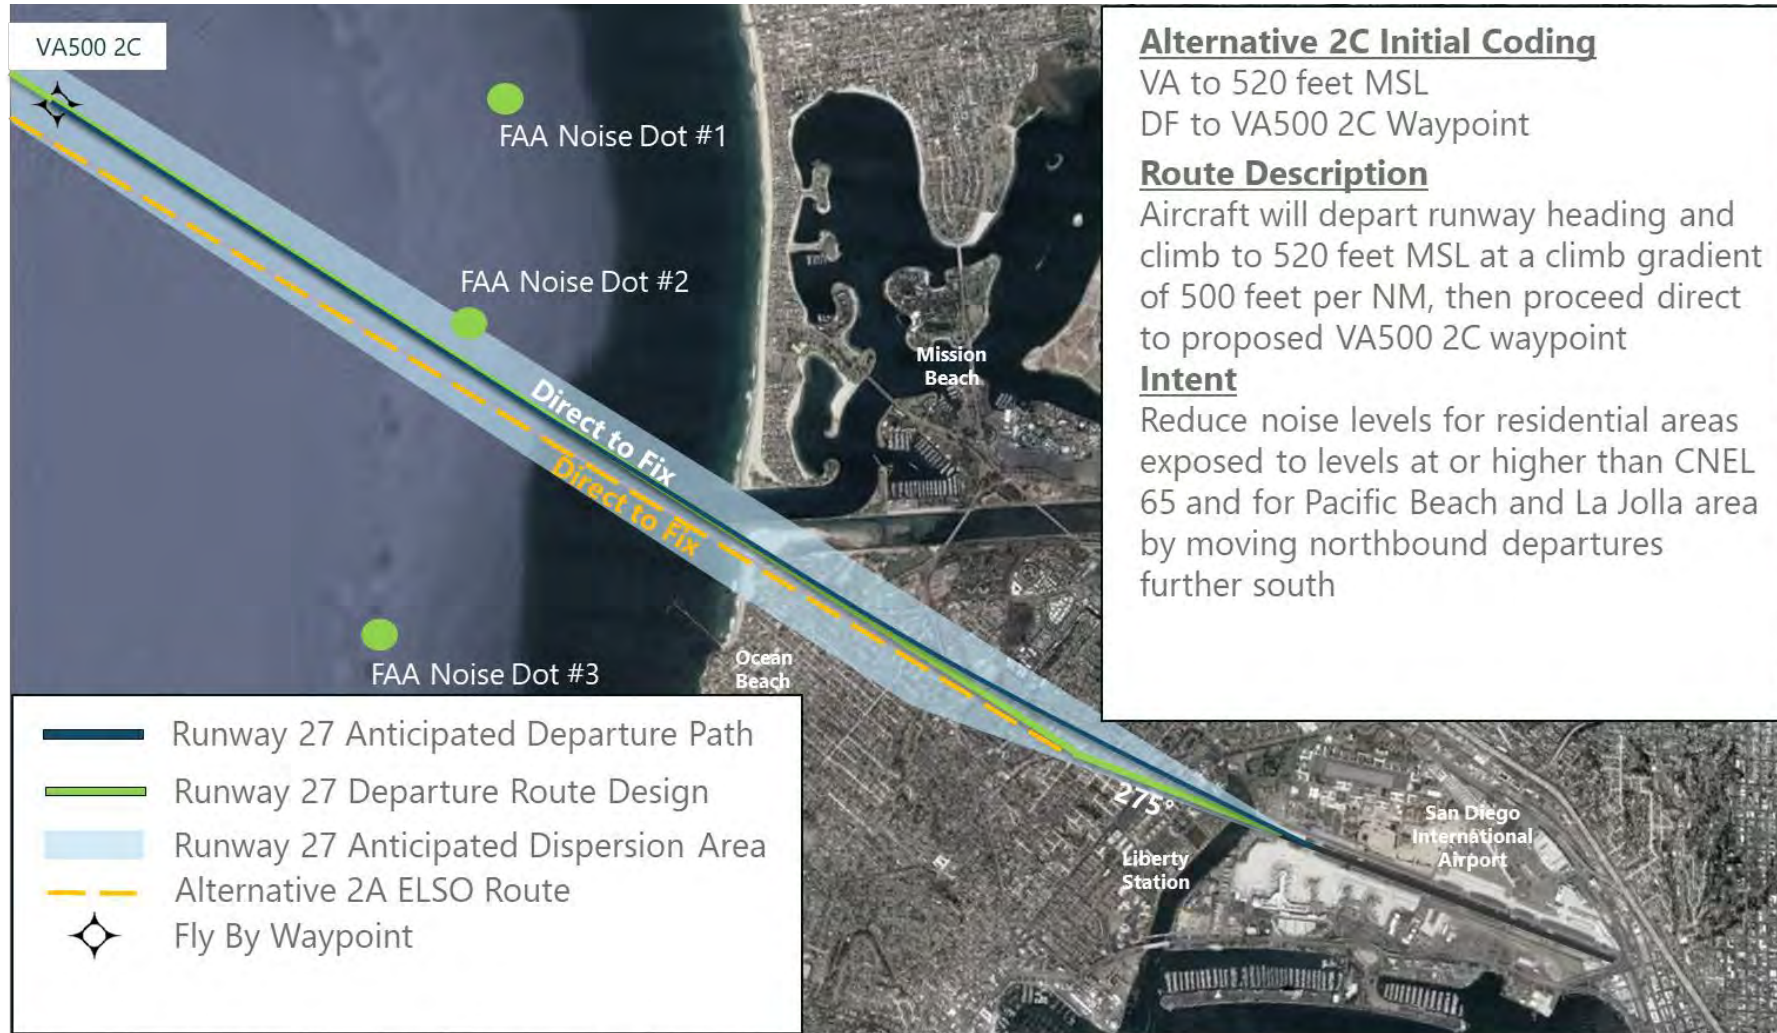 VA500 2C
FAA Noise Dot #1
FAA Noise Dot #2
Mission
Beach
Direct to Fix
Direct to Fix
FAA Noise Dot #3
Ocean
Beach
275°
Liberty
Station
San Diego
International
Airport
Alternative 2C Initial Coding
VA to 520 feet MSL
DF to VA500 2C Waypoint
Route Description
Aircraft will depart runway heading and
climb to 520 feet MSL at a climb gradient
of 500 feet per NM, then proceed direct
to proposed VA500 2C waypoint
Intent
Reduce noise levels for residential areas
exposed to levels at or higher than CNEL
65 and for Pacific Beach and La Jolla area
by moving northbound departures
further south
Runway 27 Anticipated Departure Path
Runway 27 Departure Route Design
Runway 27 Anticipated Dispersion Area
Alternative 2A ELSO Route
Fly By Waypoint